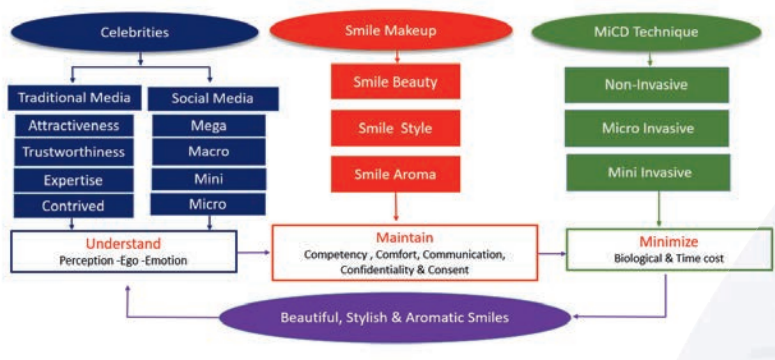 Celebrities
Smile Makeup
MiCD Technique
Traditional Media
Social Media
Smile Beauty
Non-Invasive
Attractiveness
Mega
Trustworthiness
Macro
Smile Style
Micro Invasive
Expertise
Mini
Smile Aroma
Mini Invasive
Contrived
Micro
Understand
Perception -Ego -Emotion
Maintain
Competency , Comfort, Communication,
Confidentiality & Consent
Minimize
Biological & Time cost
Beautiful, Stylish & Aromatic Smiles